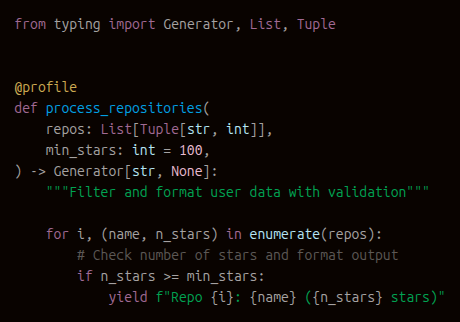 from typing import Generator, List, Tuple
@profile
def process_repositories(
    repos: List[Tuple[str, int]],
    min_stars: int = 100,
) -> Generator[str, None]:
    """Filter and format user data with validation"""
    for i, (name, n_stars) in enumerate(repos):
        # Check number of stars and format output
        if n_stars >= min_stars:
            yield f"Repo {i}: {name} ({n_stars} stars)"